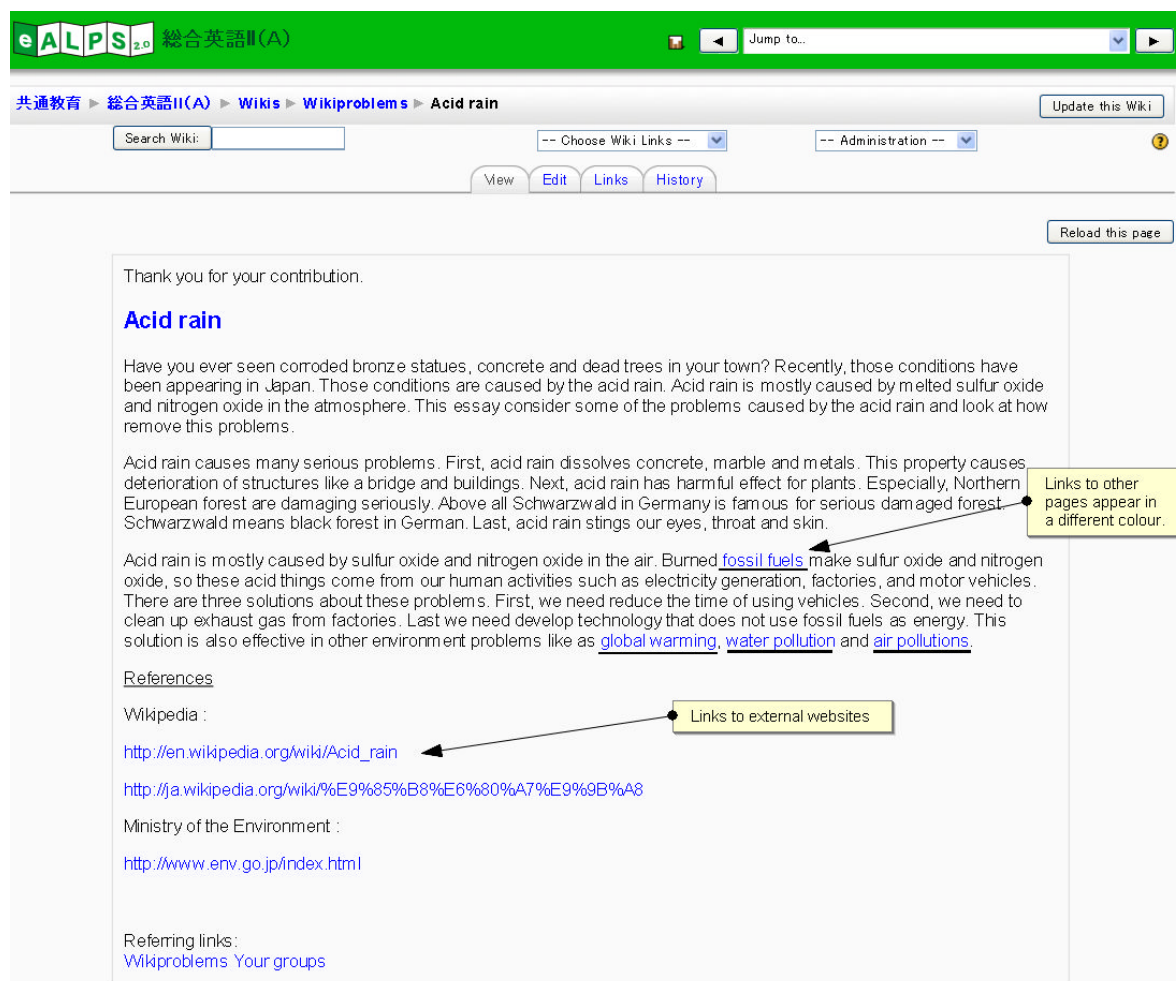 eALPS 2.0 総合英語II(A) Jump to...
共通教育 ▶ 総合英語II(A) ▶ Wikis ▶ Wikiproblems ▶ Acid rain Update this Wiki
Search Wiki: -- Choose Wiki Links -- -- Administration --
View Edit Links History
Reload this page
Thank you for your contribution.
Acid rain
Have you ever seen corroded bronze statues, concrete and dead trees in your town? Recently, those conditions have
been appearing in Japan. Those conditions are caused by the acid rain. Acid rain is mostly caused by melted sulfur oxide
and nitrogen oxide in the atmosphere. This essay consider some of the problems caused by the acid rain and look at how
remove this problems.
Acid rain causes many serious problems. First, acid rain dissolves concrete, marble and metals. This property causes
deterioration of structures like a bridge and buildings. Next, acid rain has harmful effect for plants. Especially, Northern
European forest are damaging seriously. Above all Schwarzwald in Germany is famous for serious damaged forest.
Schwarzwald means black forest in German. Last, acid rain stings our eyes, throat and skin.
Links to other
pages appear in
a different colour.
Acid rain is mostly caused by sulfur oxide and nitrogen oxide in the air. Burned fossil fuels make sulfur oxide and nitrogen
oxide, so these acid things come from our human activities such as electricity generation, factories, and motor vehicles.
There are three solutions about these problems. First, we need reduce the time of using vehicles. Second, we need to
clean up exhaust gas from factories. Last we need develop technology that does not use fossil fuels as energy. This
solution is also effective in other environment problems like as global warming, water pollution and air pollutions.
References
Wikipedia :
Links to external websites
http://en.wikipedia.org/wiki/Acid_rain
http://ja.wikipedia.org/wiki/%E9%85%B8%E6%80%A7%E9%9B%A8
Ministry of the Environment :
http://www.env.go.jp/index.html
Referring links:
Wikiproblems Your groups